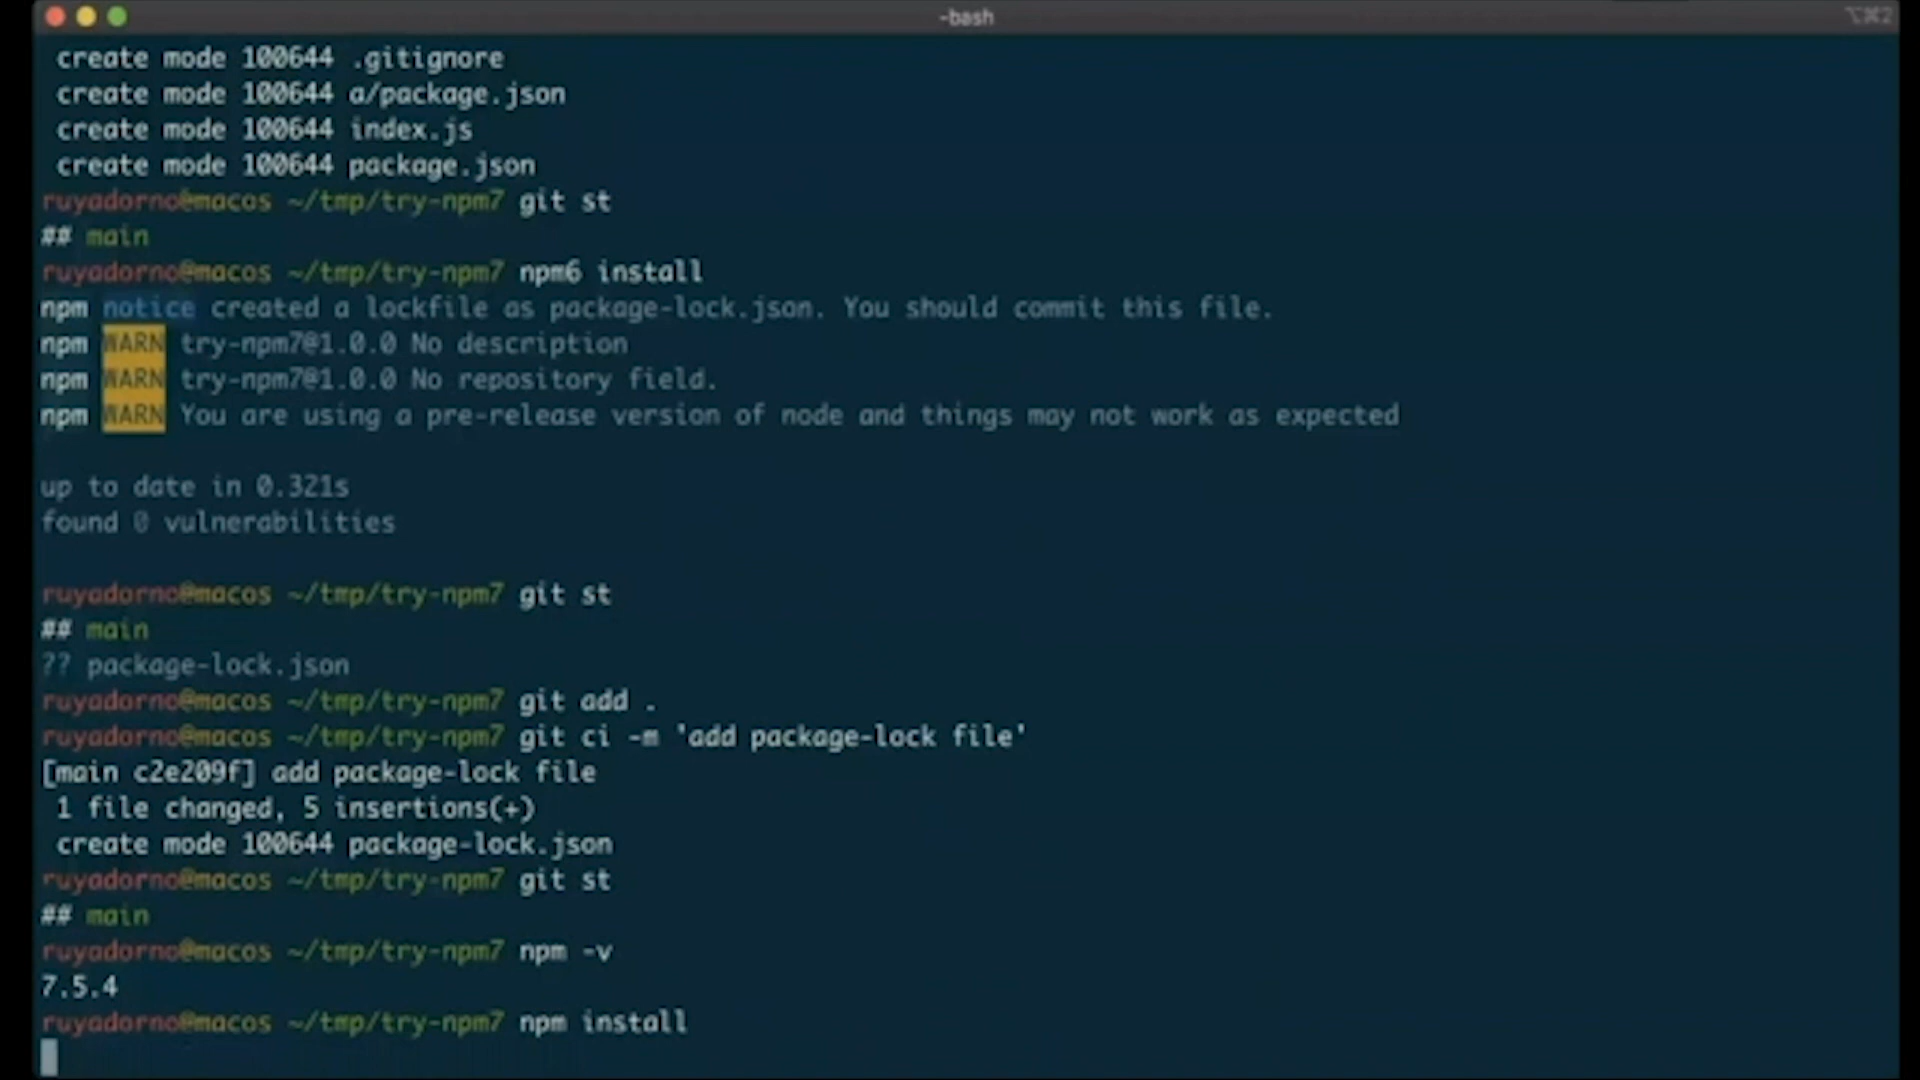 -bash
⌥⌘2
create mode 100644 .gitignore
create mode 100644 a/package.json
create mode 100644 index.js
create mode 100644 package.json
ruyadorno@macos ~/tmp/try-npm7 git st
## main
ruyadorno@macos ~/tmp/try-npm7 npm6 install
npm notice created a lockfile as package-lock.json. You should commit this file.
npm WARN try-npm7@1.0.0 No description
npm WARN try-npm7@1.0.0 No repository field.
npm WARN You are using a pre-release version of node and things may not work as expected
up to date in 0.321s
found 0 vulnerabilities
ruyadorno@macos ~/tmp/try-npm7 git st
## main
?? package-lock.json
ruyadorno@macos ~/tmp/try-npm7 git add .
ruyadorno@macos ~/tmp/try-npm7 git ci -m 'add package-lock file'
[main c2e209f] add package-lock file
1 file changed, 5 insertions(+)
create mode 100644 package-lock.json
ruyadorno@macos ~/tmp/try-npm7 git st
## main
ruyadorno@macos ~/tmp/try-npm7 npm -v
7.5.4
ruyadorno@macos ~/tmp/try-npm7 npm install